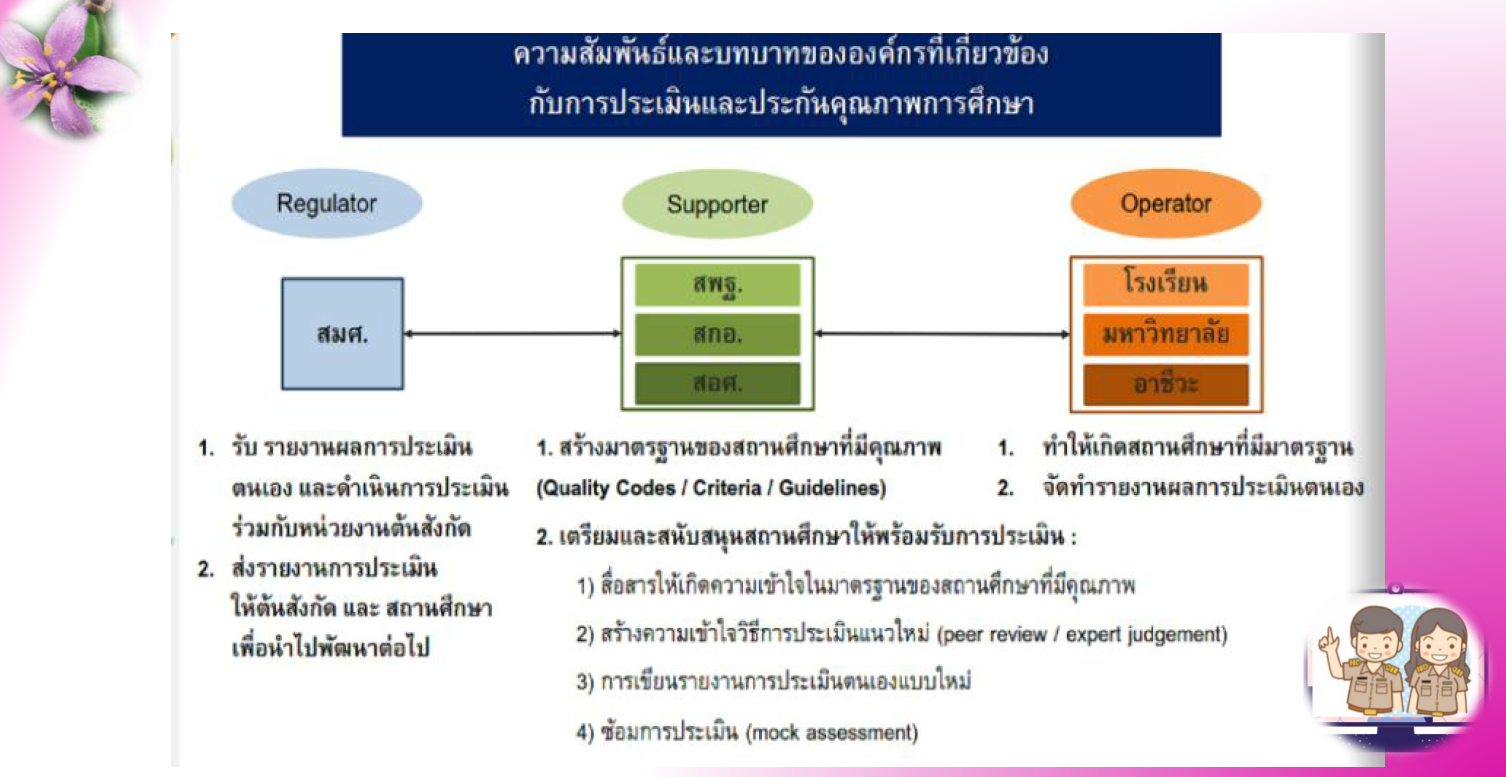 ความสัมพันธ์และบทบาทขององค์กรที่เกี่ยวข้อง
กับการประเมินและประกันคุณภาพการศึกษา
Regulator
Supporter
Operator
สมศ.
สพฐ.
สกอ.
สอศ.
โรงเรียน
มหาวิทยาลัย
อาชีวะ
1. รับ รายงานผลการประเมิน
ตนเอง และดำเนินการประเมิน
ร่วมกับหน่วยงานต้นสังกัด
2. ส่งรายงานการประเมิน
ให้ต้นสังกัด และ สถานศึกษา
เพื่อนำไปพัฒนาต่อไป
1. สร้างมาตรฐานของสถานศึกษาที่มีคุณภาพ
(Quality Codes / Criteria / Guidelines)
2. เตรียมและสนับสนุนสถานศึกษาให้พร้อมรับการประเมิน :
1) สื่อสารให้เกิดความเข้าใจในมาตรฐานของสถานศึกษาที่มีคุณภาพ
2) สร้างความเข้าใจวิธีการประเมินแนวใหม่ (peer review / expert judgement)
3) การเขียนรายงานการประเมินตนเองแบบใหม่
4) ซ้อมการประเมิน (mock assessment)
1. ทำให้เกิดสถานศึกษาที่มีมาตรฐาน
2. จัดทำรายงานผลการประเมินตนเอง